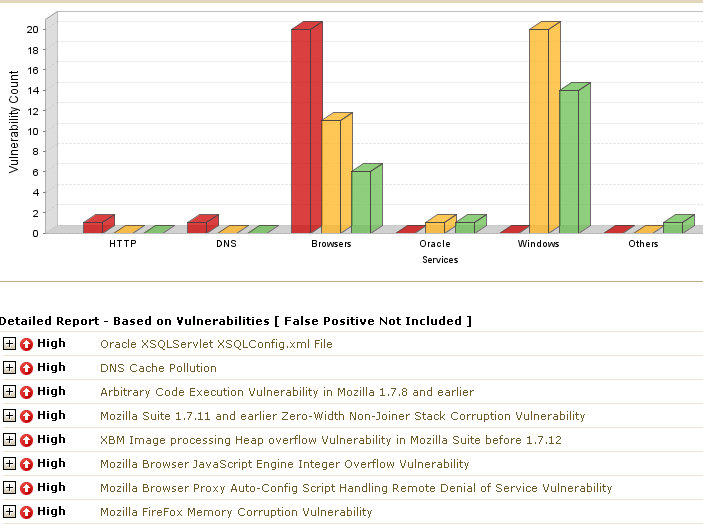 20
18
16
14
12
10
8
6
4
2
0
Vulnerability Count
HTTP DNS Browsers Oracle Windows Others
Services
Detailed Report - Based on Vulnerabilities [ False Positive Not Included ]
High Oracle XSQLServlet XSQLConfig.xml File
High DNS Cache Pollution
High Arbitrary Code Execution Vulnerability in Mozilla 1.7.8 and earlier
High Mozilla Suite 1.7.11 and earlier Zero-Width Non-Joiner Stack Corruption Vulnerability
High XBM Image processing Heap overflow Vulnerability in Mozilla Suite before 1.7.12
High Mozilla Browser JavaScript Engine Integer Overflow Vulnerability
High Mozilla Browser Proxy Auto-Config Script Handling Remote Denial of Service Vulnerability
High Mozilla FireFox Memory Corruption Vulnerability